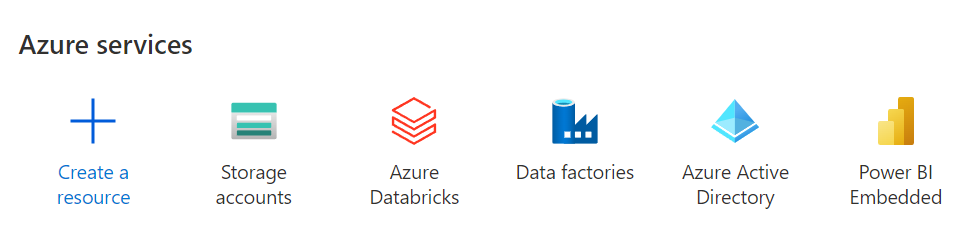 Azure services
Create a
resource
Storage
accounts
Azure
Databricks
Data factories
Azure Active
Directory
Power BI
Embedded